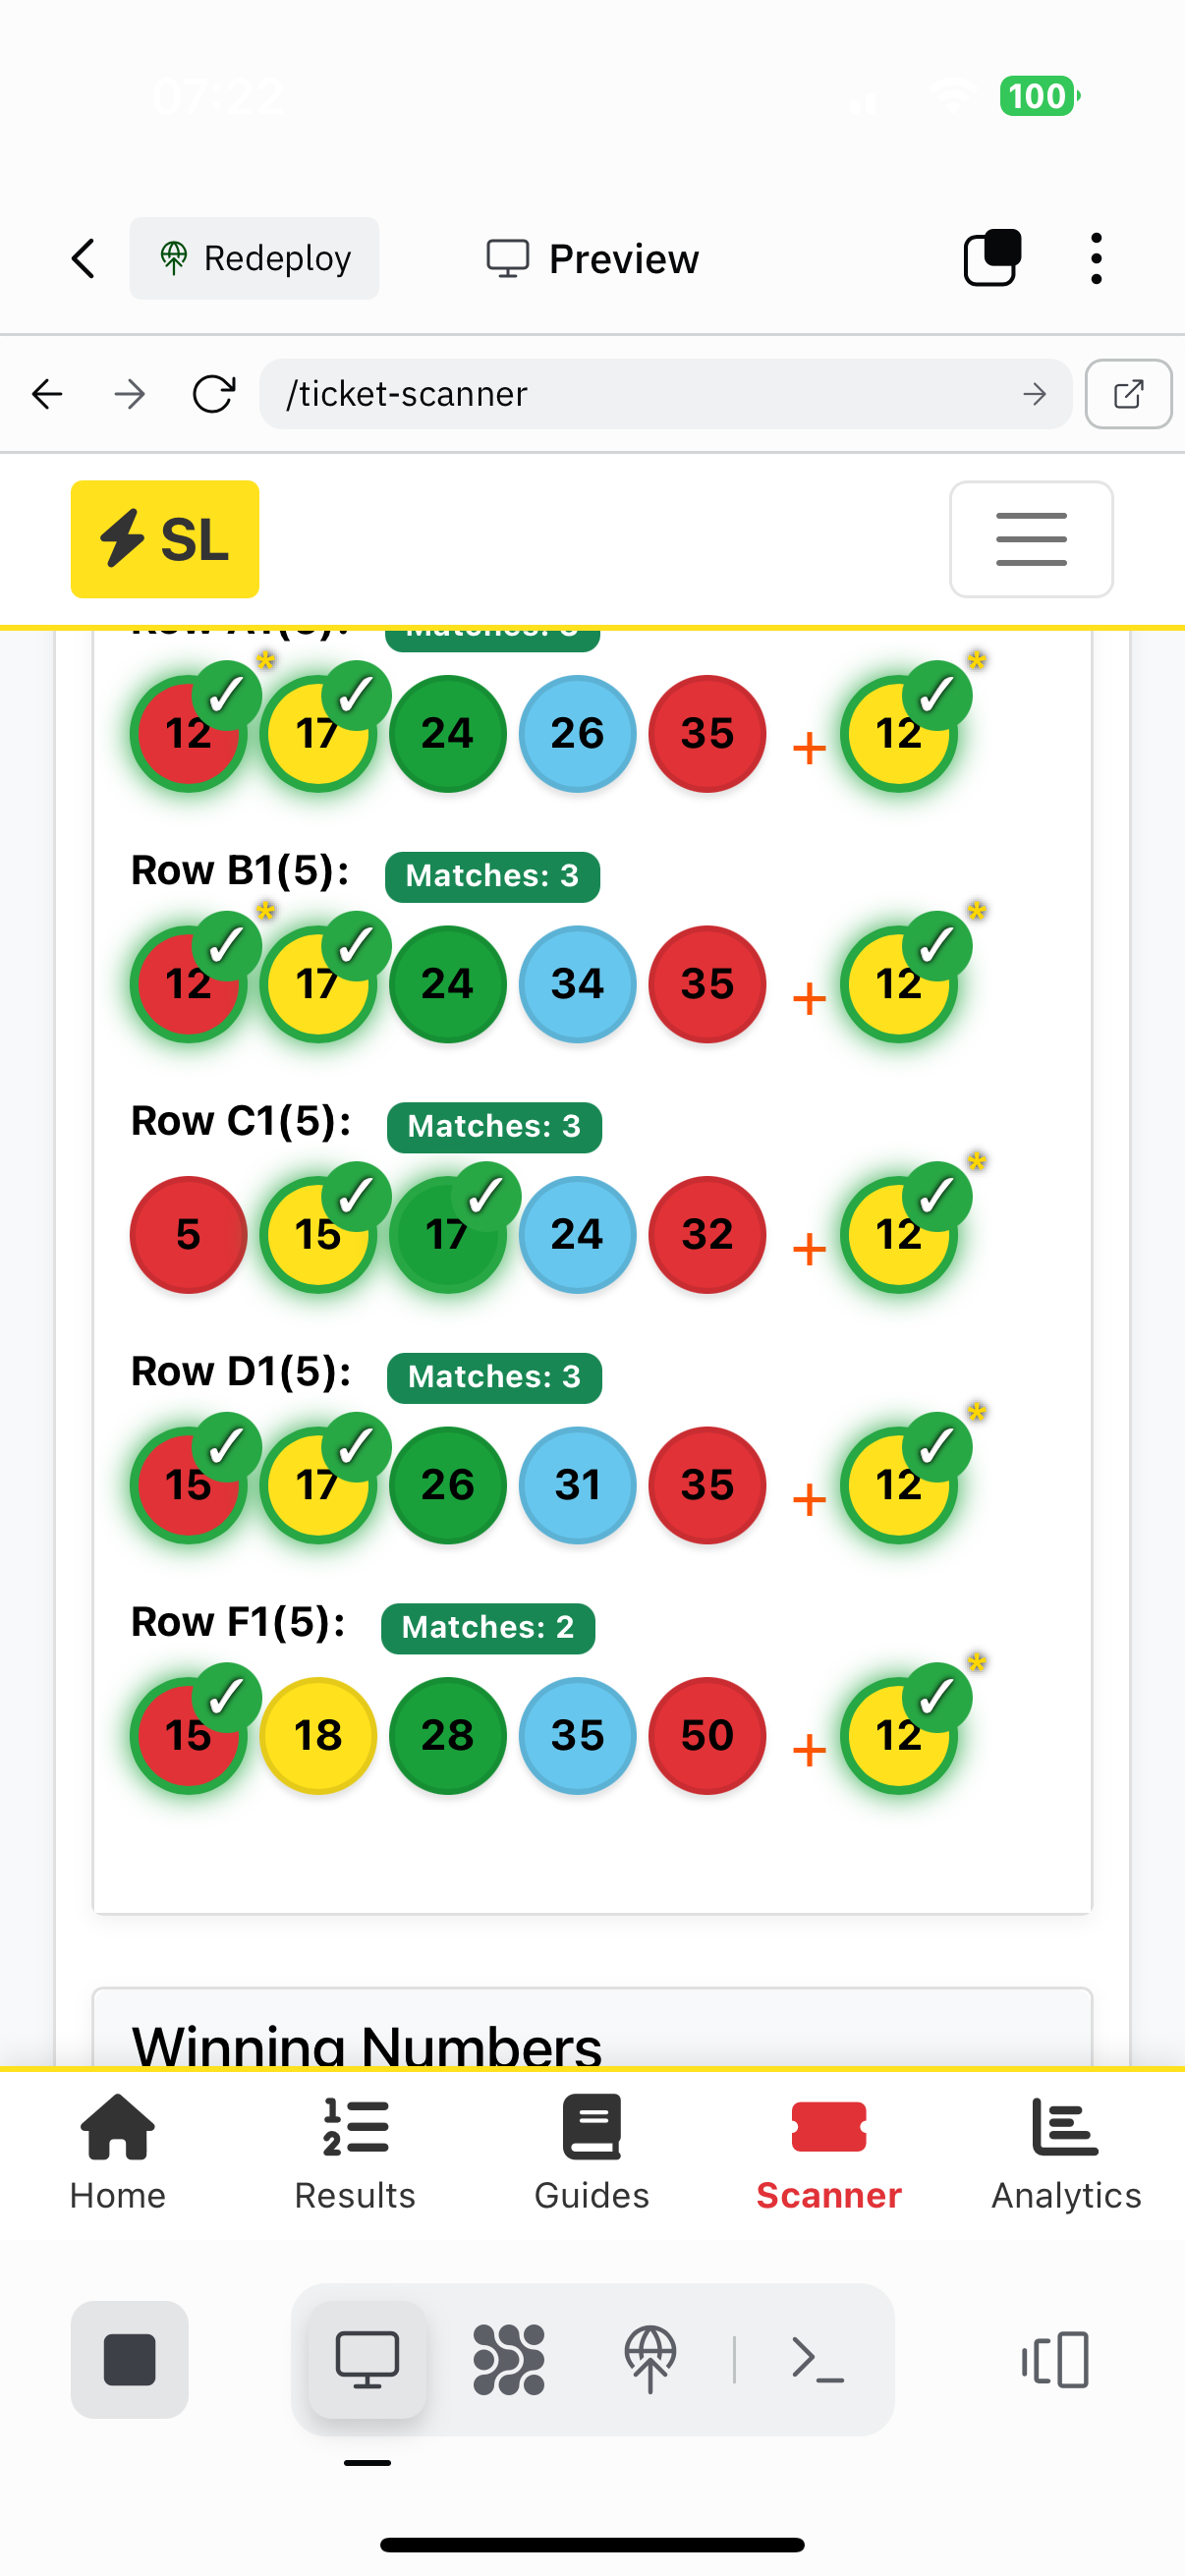 07:22
100
Redeploy
Preview
/ticket-scanner
SL
12 * 17 24 26 35 + 12 *
Row B1(5): Matches: 3
12 * 17 24 34 35 + 12 *
Row C1(5): Matches: 3
5 15 17 24 32 + 12 *
Row D1(5): Matches: 3
15 17 26 31 35 + 12 *
Row F1(5): Matches: 2
15 18 28 35 50 + 12 *
Winning Numbers
Home Results Guides Scanner Analytics